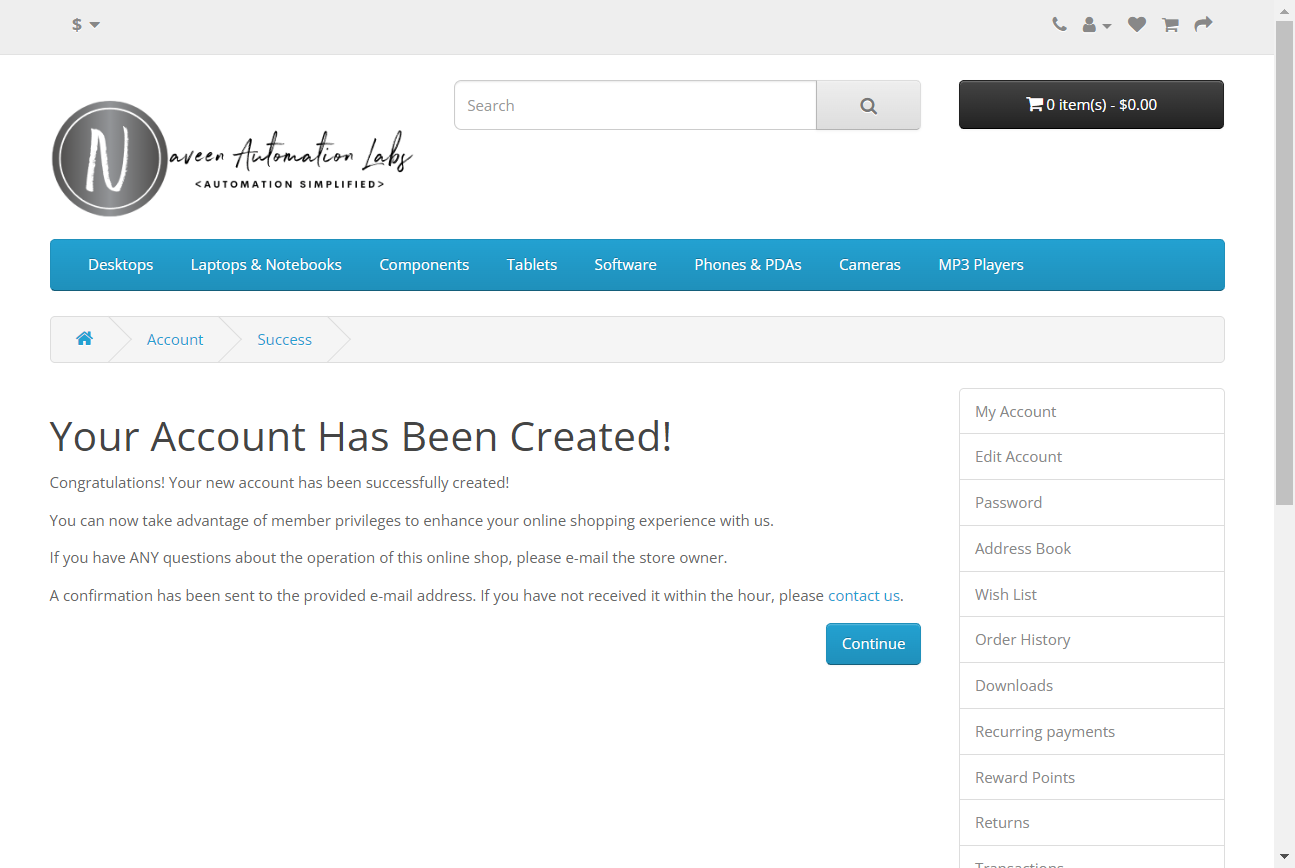 $
Search
0 item(s) - $0.00
N
aveen Automation Labs
<AUTOMATION SIMPLIFIED>
Desktops
Laptops & Notebooks
Components
Tablets
Software
Phones & PDAs
Cameras
MP3 Players
Account
Success
Your Account Has Been Created!
Congratulations! Your new account has been successfully created!
You can now take advantage of member privileges to enhance your online shopping experience with us.
If you have ANY questions about the operation of this online shop, please e-mail the store owner.
A confirmation has been sent to the provided e-mail address. If you have not received it within the hour, please contact us.
Continue
My Account
Edit Account
Password
Address Book
Wish List
Order History
Downloads
Recurring payments
Reward Points
Returns
Transactions